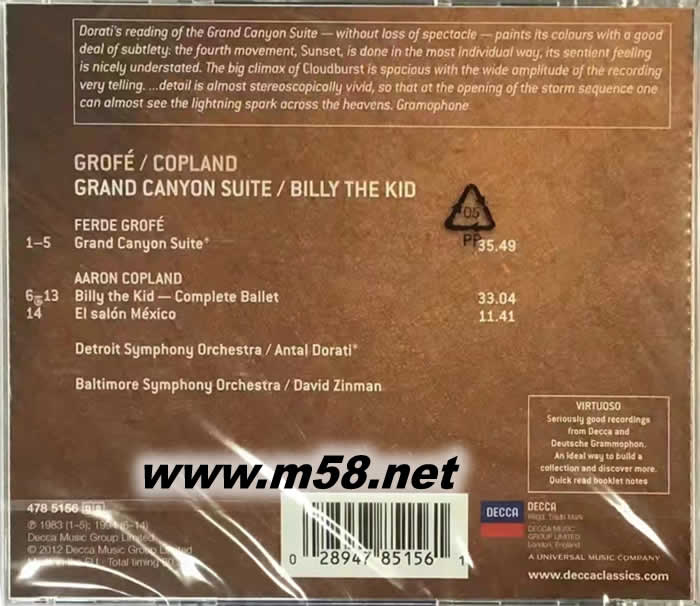 Dorati's reading of the Grand Canyon Suite — without loss of spectacle — paints its colours with a good
deal of subtlety: the fourth movement, Sunset, is done in the most individual way, its sentient feeling
is nicely understated. The big climax of Cloudburst is spacious with the wide amplitude of the recording
very telling. ...detail is almost stereoscopically vivid, so that at the opening of the storm sequence one
can almost see the lightning spark across the heavens. Gramophone
GROFÉ / COPLAND
GRAND CANYON SUITE / BILLY THE KID
05
PP
FERDE GROFÉ
1–5 Grand Canyon Suite* 35.49
AARON COPLAND
6–13 Billy the Kid — Complete Ballet 33.04
14 El salón México 11.41
Detroit Symphony Orchestra / Antal Dorati*
Baltimore Symphony Orchestra / David Zinman
VIRTUOSO
Seriously good recordings
from Decca and
Deutsche Grammophon.
An ideal way to build a
collection and discover more.
Quick read booklet notes
www.m58.net
478 5156
℗ 1983 (1–5); 1994 (6–14)
Decca Music Group Limited
© 2012 Decca Music Group Limited
Made in the EU Total timing
0 28947 85156 1
DECCA
DECCA
Regd. Trade Mark
DECCA MUSIC
GROUP LIMITED
London, England
A UNIVERSAL MUSIC COMPANY
www.deccaclassics.com